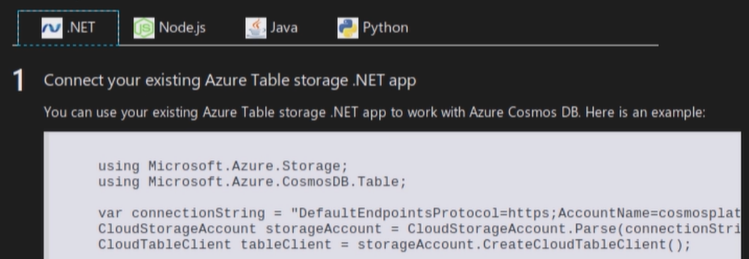 .NET Node.js Java Python
1 Connect your existing Azure Table storage .NET app
You can use your existing Azure Table storage .NET app to work with Azure Cosmos DB. Here is an example:
using Microsoft.Azure.Storage;
using Microsoft.Azure.CosmosDB.Table;
var connectionString = "DefaultEndpointsProtocol=https;AccountName=cosmosplat
CloudStorageAccount storageAccount = CloudStorageAccount.Parse(connectionStri
CloudTableClient tableClient = storageAccount.CreateCloudTableClient();